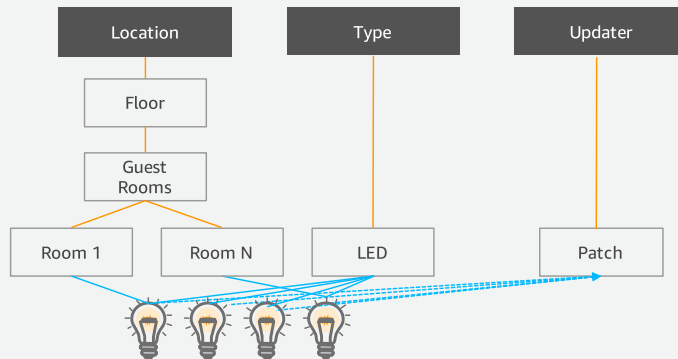 Location
Type
Updater
Floor
Guest
Rooms
Room 1
Room N
LED
Patch